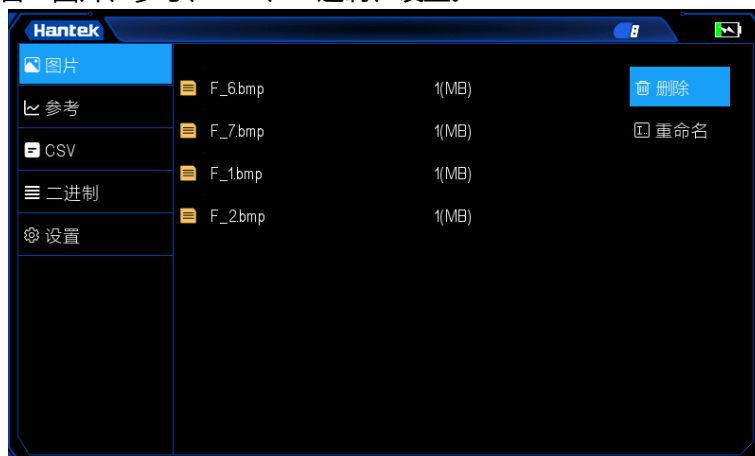 Hantek
图片
参考
CSV
二进制
设置
F_6.bmp 1(MB)
F_7.bmp 1(MB)
F_1.bmp 1(MB)
F_2.bmp 1(MB)
删除
重命名